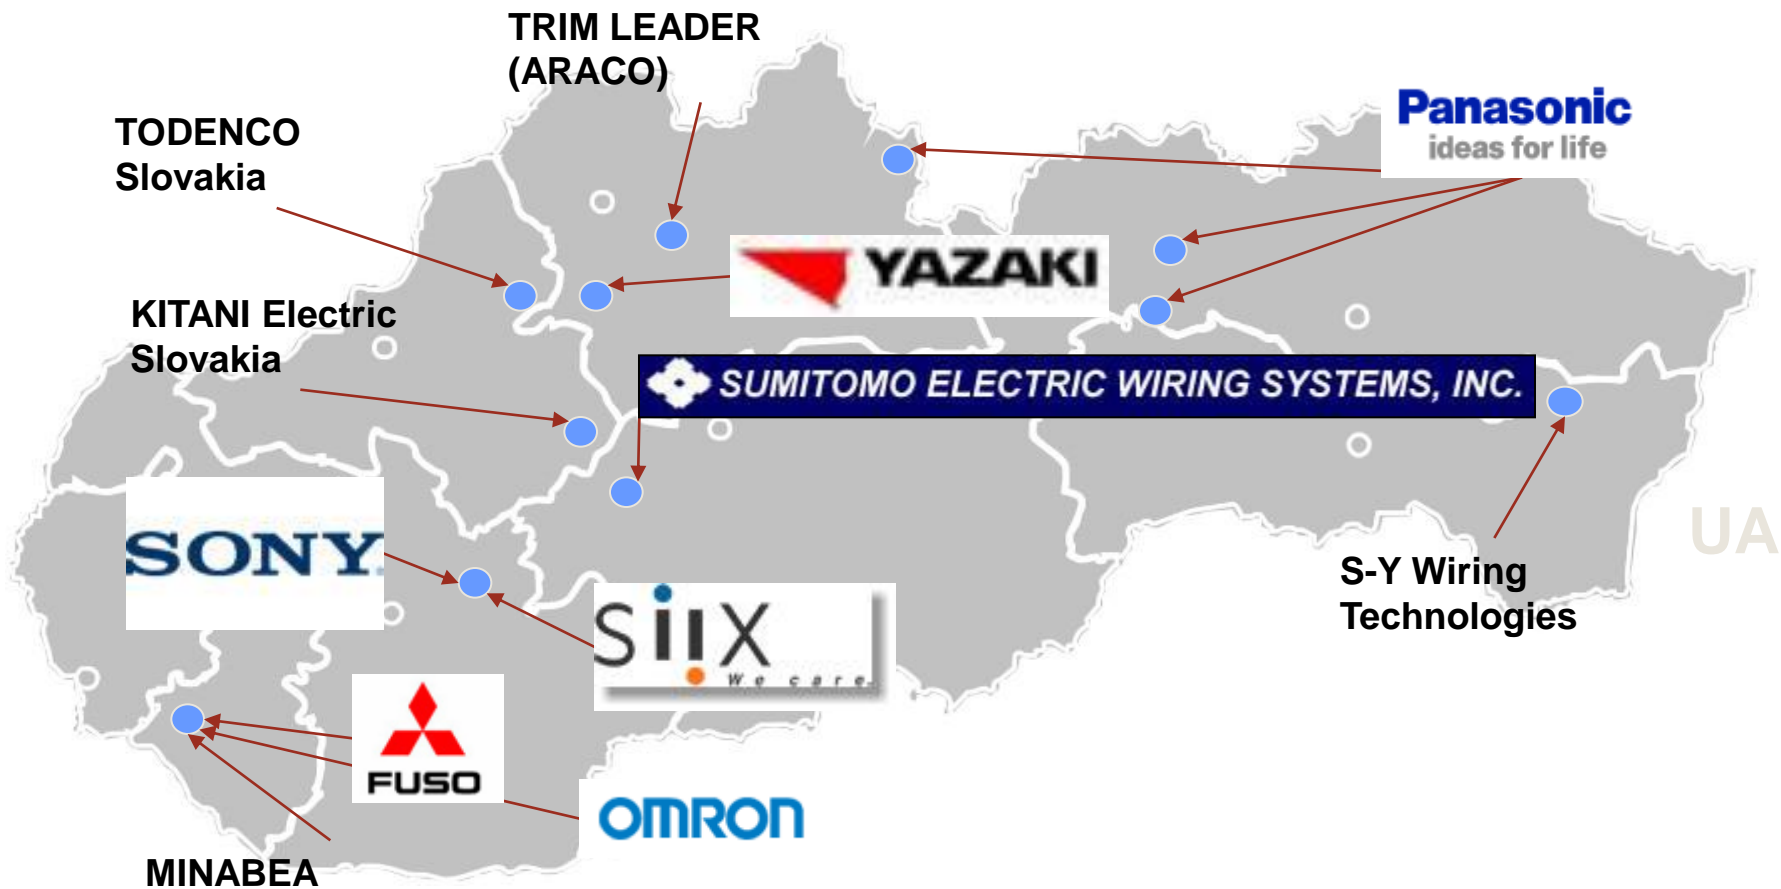 TRIM LEADER
(ARACO)
Panasonic
ideas for life
TODENCO
Slovakia
YAZAKI
KITANI Electric
Slovakia
SUMITOMO ELECTRIC WIRING SYSTEMS, INC.
SONY
UA
S-Y Wiring
Technologies
SiiX
We care.
FUSO
OMRON
MINABEA